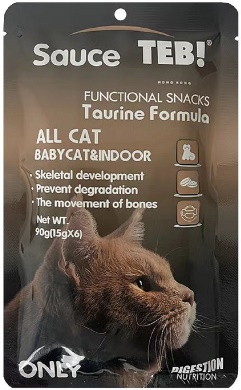 Sauce TEB!®
HONG KONG
FUNCTIONAL SNACKS
Taurine Formula
ALL CAT
BABYCAT&INDOOR
· Skeletal development
· Prevent degradation
· The movement of bones
Net WT.
90g(15gX6)
ONLY
DIGESTION
NUTRITION